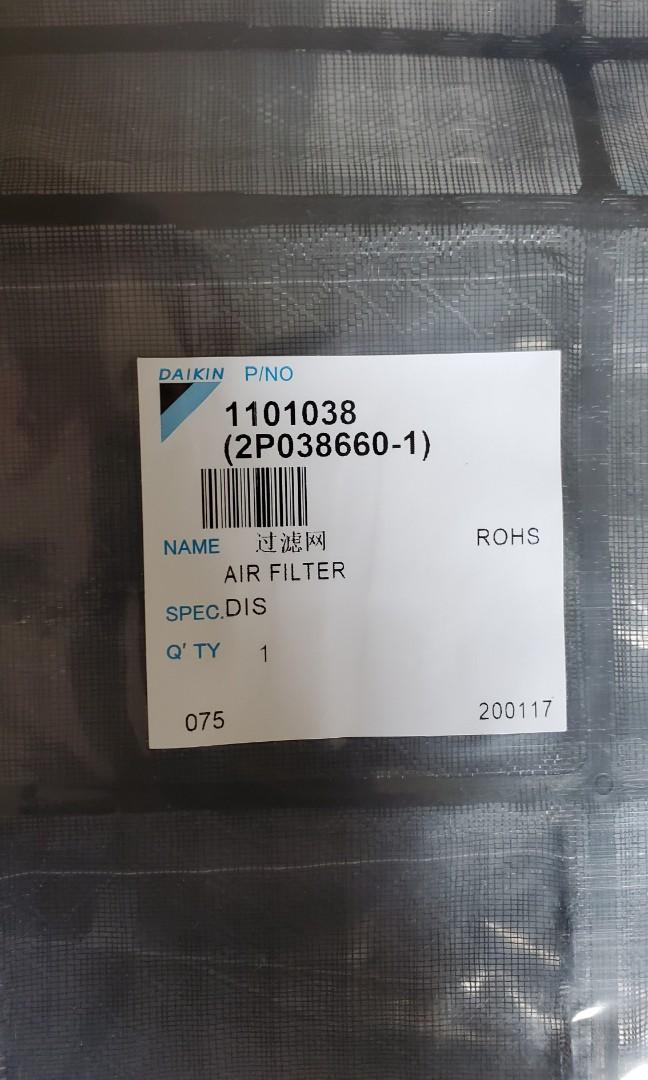 DAIKIN P/NO
1101038
(2P038660-1)
NAME 过滤网 ROHS
AIR FILTER
SPEC.DIS
Q' TY 1
075 200117